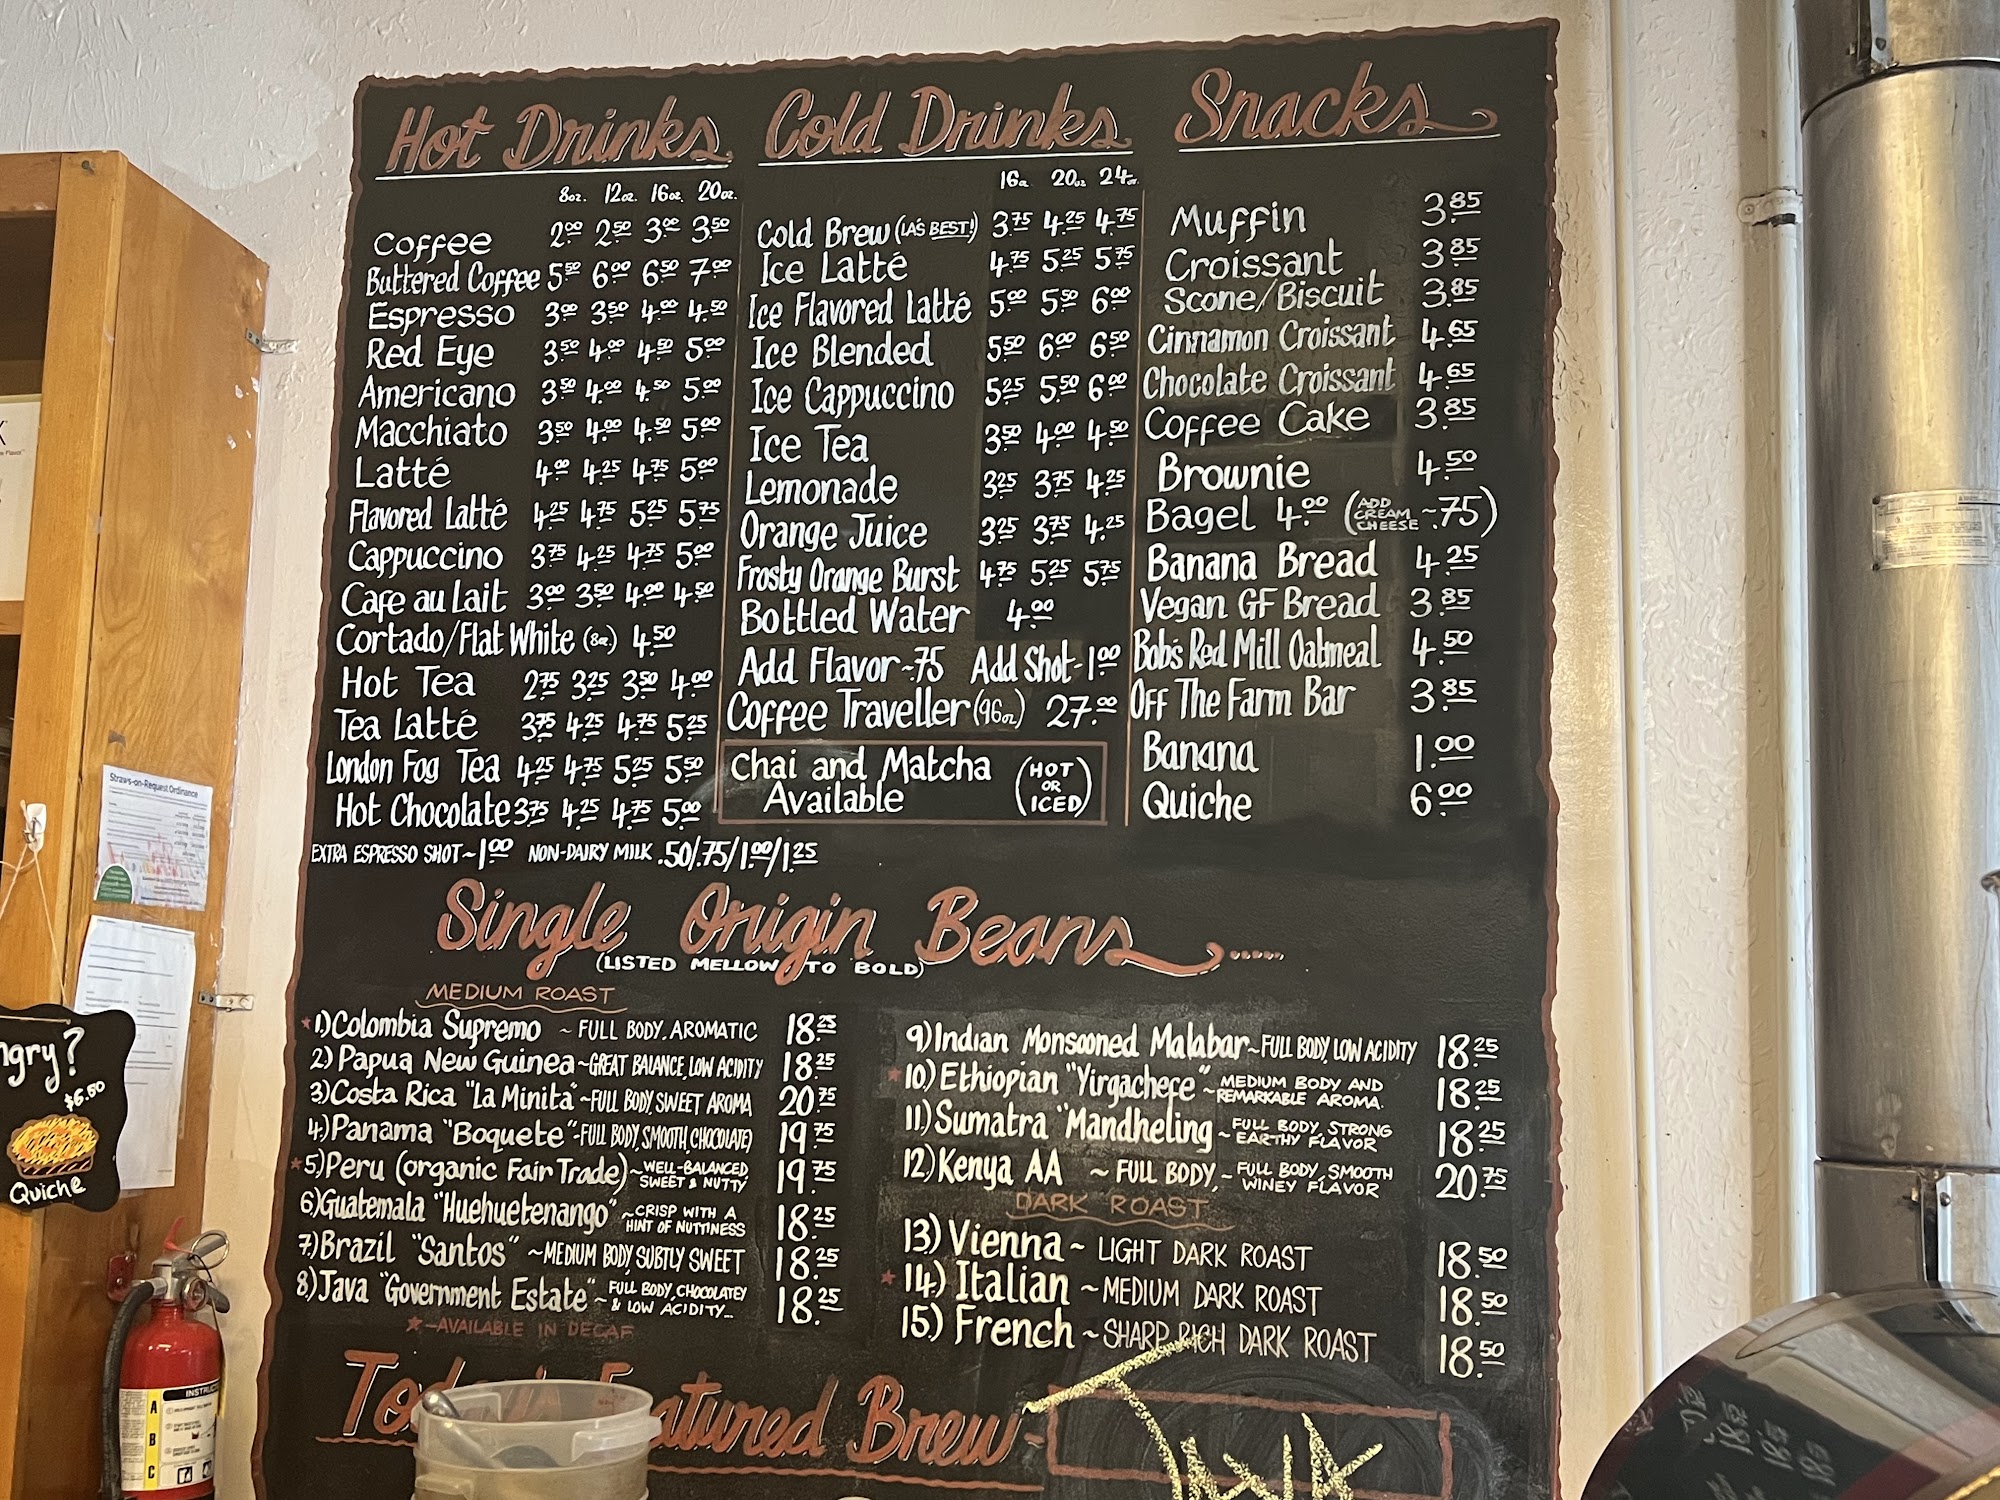 Hot Drinks
8oz. 12oz. 16oz. 20oz.
Coffee 2.00 2.50 3.00 3.50
Buttered Coffee 5.50 6.00 6.50 7.00
Espresso 3.00 3.50 4.00 4.50
Red Eye 3.50 4.00 4.50 5.00
Americano 3.50 4.00 4.50 5.00
Macchiato 3.50 4.00 4.50 5.00
Latté 4.00 4.25 4.75 5.00
Flavored Latté 4.25 4.75 5.25 5.75
Cappuccino 3.75 4.25 4.75 5.00
Cafe au Lait 3.00 3.50 4.00 4.50
Cortado/Flat White (8oz.) 4.50
Hot Tea 2.75 3.25 3.50 4.00
Tea Latté 3.75 4.25 4.75 5.25
London Fog Tea 4.25 4.75 5.25 5.50
Hot Chocolate 3.75 4.25 4.75 5.00
EXTRA ESPRESSO SHOT~1.00 NON-DAIRY MILK .50/.75/1.00/1.25
Cold Drinks
16oz 20oz 24oz.
Cold Brew (LA'S BEST!) 3.75 4.25 4.75
Ice Latté 4.75 5.25 5.75
Ice Flavored Latté 5.00 5.50 6.00
Ice Blended 5.50 6.00 6.50
Ice Cappuccino 5.25 5.50 6.00
Ice Tea 3.50 4.00 4.50
Lemonade 3.25 3.75 4.25
Orange Juice 3.25 3.75 4.25
Frosty Orange Burst 4.75 5.25 5.75
Bottled Water 4.00
Add Flavor~.75 Add Shot-1.00
Coffee Traveller (96oz) 27.00
Chai and Matcha
Available
(HOT
OR
ICED)
Snacks
Muffin 3.85
Croissant 3.85
Scone/Biscuit 3.85
Cinnamon Croissant 4.65
Chocolate Croissant 4.65
Coffee Cake 3.85
Brownie 4.50
Bagel 4.00 (ADD CREAM CHEESE ~.75)
Banana Bread 4.25
Vegan GF Bread 3.85
Bob's Red Mill Oatmeal 4.50
Off The Farm Bar 3.85
Banana 1.00
Quiche 6.00
Single Origin Beans......
(LISTED MELLOW TO BOLD)
MEDIUM ROAST
★1.) Colombia Supremo ~ FULL BODY, AROMATIC 18.25
2.) Papua New Guinea ~ GREAT BALANCE, LOW ACIDITY 18.25
3.) Costa Rica "La Minita" ~ FULL BODY, SWEET AROMA 20.75
4.) Panama "Boquete" - FULL BODY, SMOOTH, CHOCOLATEY 19.75
★5.) Peru (organic Fair Trade) ~ WELL-BALANCED SWEET & NUTTY 19.75
6.) Guatemala "Huehuetenango" ~ CRISP WITH A HINT OF NUTTINESS 18.25
7.) Brazil "Santos" ~ MEDIUM BODY, SUBTLY SWEET 18.25
8.) Java "Government Estate" ~ FULL BODY, CHOCOLATEY & LOW ACIDITY... 18.25
★-AVAILABLE IN DECAF
9.) Indian Monsooned Malabar ~ FULL BODY, LOW ACIDITY 18.25
★10.) Ethiopian "Yirgachefe" ~ MEDIUM BODY AND REMARKABLE AROMA. 18.25
11.) Sumatra "Mandheling ~ FULL BODY, STRONG EARTHY FLAVOR 18.25
12.) Kenya AA ~ FULL BODY, ~ FULL BODY, SMOOTH WINEY FLAVOR 20.75
DARK ROAST
13.) Vienna ~ LIGHT DARK ROAST 18.50
★14.) Italian ~ MEDIUM DARK ROAST 18.50
15.) French ~ SHARP RICH DARK ROAST 18.50
Today's Featured Brew~
JAVA
Straws-on-Request Ordinance
ngry?
$6.50
Quiche
INSTRUC
A
B
C
18.25
18.25
18.25